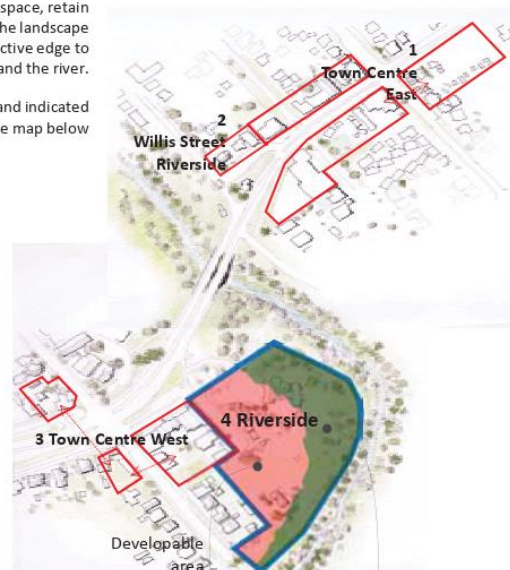 space, retain
he landscape
ctive edge to
and the river.
and indicated
e map below
1
Town Centre
East
2
Willis Street
Riverside
4 Riverside
3 Town Centre West
Developable
area